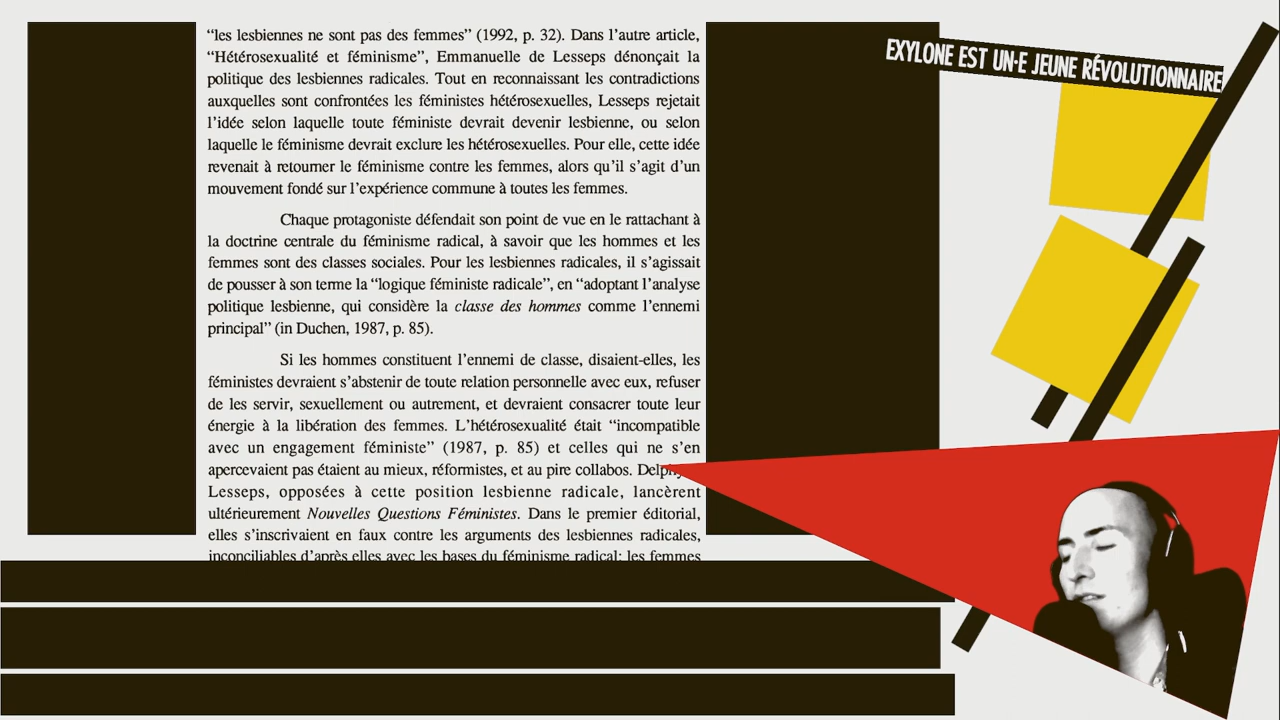 “les lesbiennes ne sont pas des femmes” (1992, p. 32). Dans l’autre article,
“Hétérosexualité et féminisme”, Emmanuelle de Lesseps dénonçait la
politique des lesbiennes radicales. Tout en reconnaissant les contradictions
auxquelles sont confrontées les féministes hétérosexuelles, Lesseps rejetait
l’idée selon laquelle toute féministe devrait devenir lesbienne, ou selon
laquelle le féminisme devrait exclure les hétérosexuelles. Pour elle, cette idée
revenait à retourner le féminisme contre les femmes, alors qu’il s’agit d’un
mouvement fondé sur l’expérience commune à toutes les femmes.
Chaque protagoniste défendait son point de vue en le rattachant à
la doctrine centrale du féminisme radical, à savoir que les hommes et les
femmes sont des classes sociales. Pour les lesbiennes radicales, il s’agissait
de pousser à son terme la “logique féministe radicale”, en “adoptant l’analyse
politique lesbienne, qui considère la classe des hommes comme l’ennemi
principal” (in Duchen, 1987, p. 85).
Si les hommes constituent l’ennemi de classe, disaient-elles, les
féministes devraient s’abstenir de toute relation personnelle avec eux, refuser
de les servir, sexuellement ou autrement, et devraient consacrer toute leur
énergie à la libération des femmes. L’hétérosexualité était “incompatible
avec un engagement féministe” (1987, p. 85) et celles qui ne s’en
apercevaient pas étaient au mieux, réformistes, et au pire collabos.
Lesseps, opposées à cette position lesbienne radicale, lancèrent
ultérieurement Nouvelles Questions Féministes. Dans le premier éditorial,
elles s’inscrivaient en faux contre les arguments des lesbiennes radicales,
inconciliables d’après elles avec les bases du féminisme radical: les femmes
EXYLONE EST UN·E JEUNE RÉVOLUTIONNAIRE